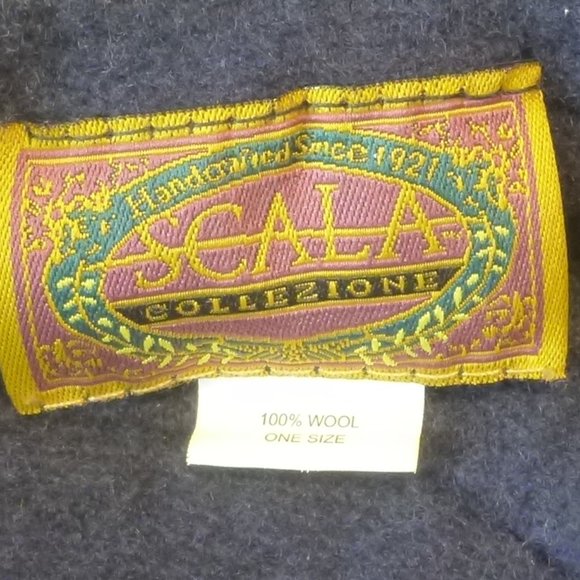 Handcrafted Since 1921
SCALA
COLLEZIONE
100% WOOL
ONE SIZE